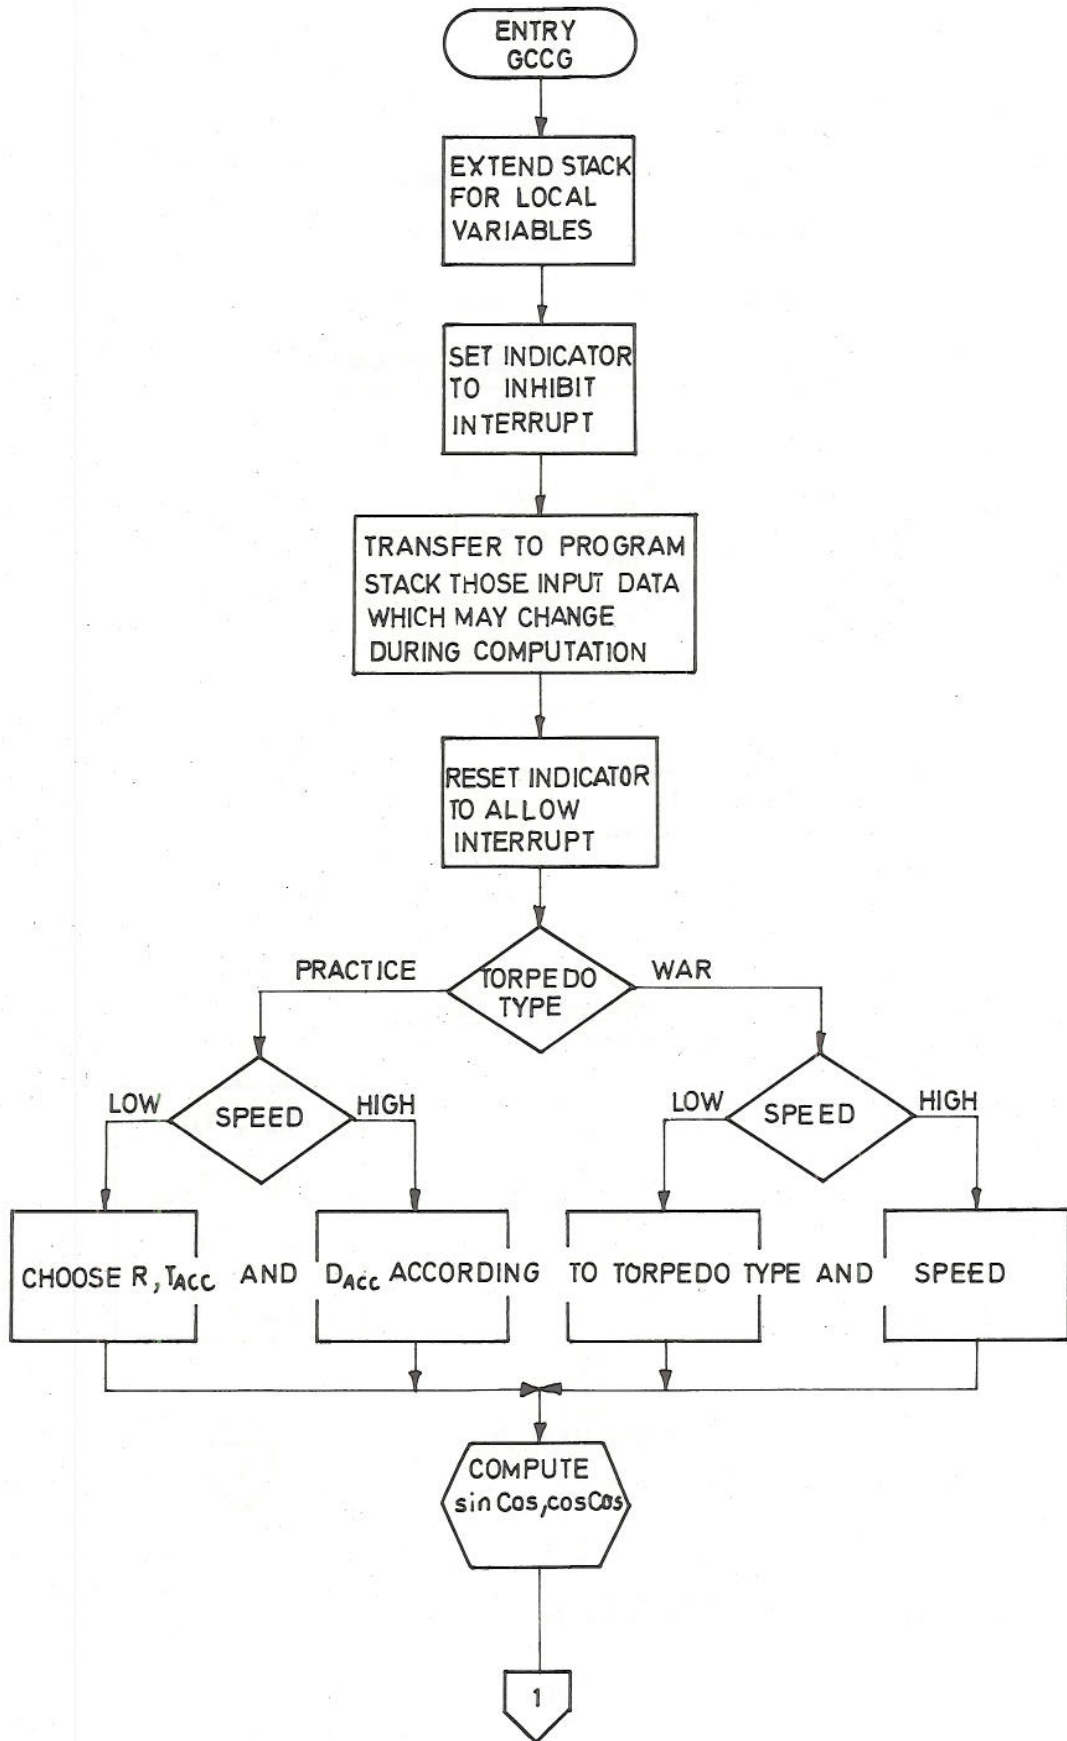 ENTRY
GCCG
EXTEND STACK
FOR LOCAL
VARIABLES
SET INDICATOR
TO INHIBIT
INTERRUPT
TRANSFER TO PROGRAM
STACK THOSE INPUT DATA
WHICH MAY CHANGE
DURING COMPUTATION
RESET INDICATOR
TO ALLOW
INTERRUPT
PRACTICE
TORPEDO
TYPE
WAR
LOW
SPEED
HIGH
LOW
SPEED
HIGH
CHOOSE R, TACC AND DACC ACCORDING TO TORPEDO TYPE AND SPEED
COMPUTE
sin Cos, cosCos
1